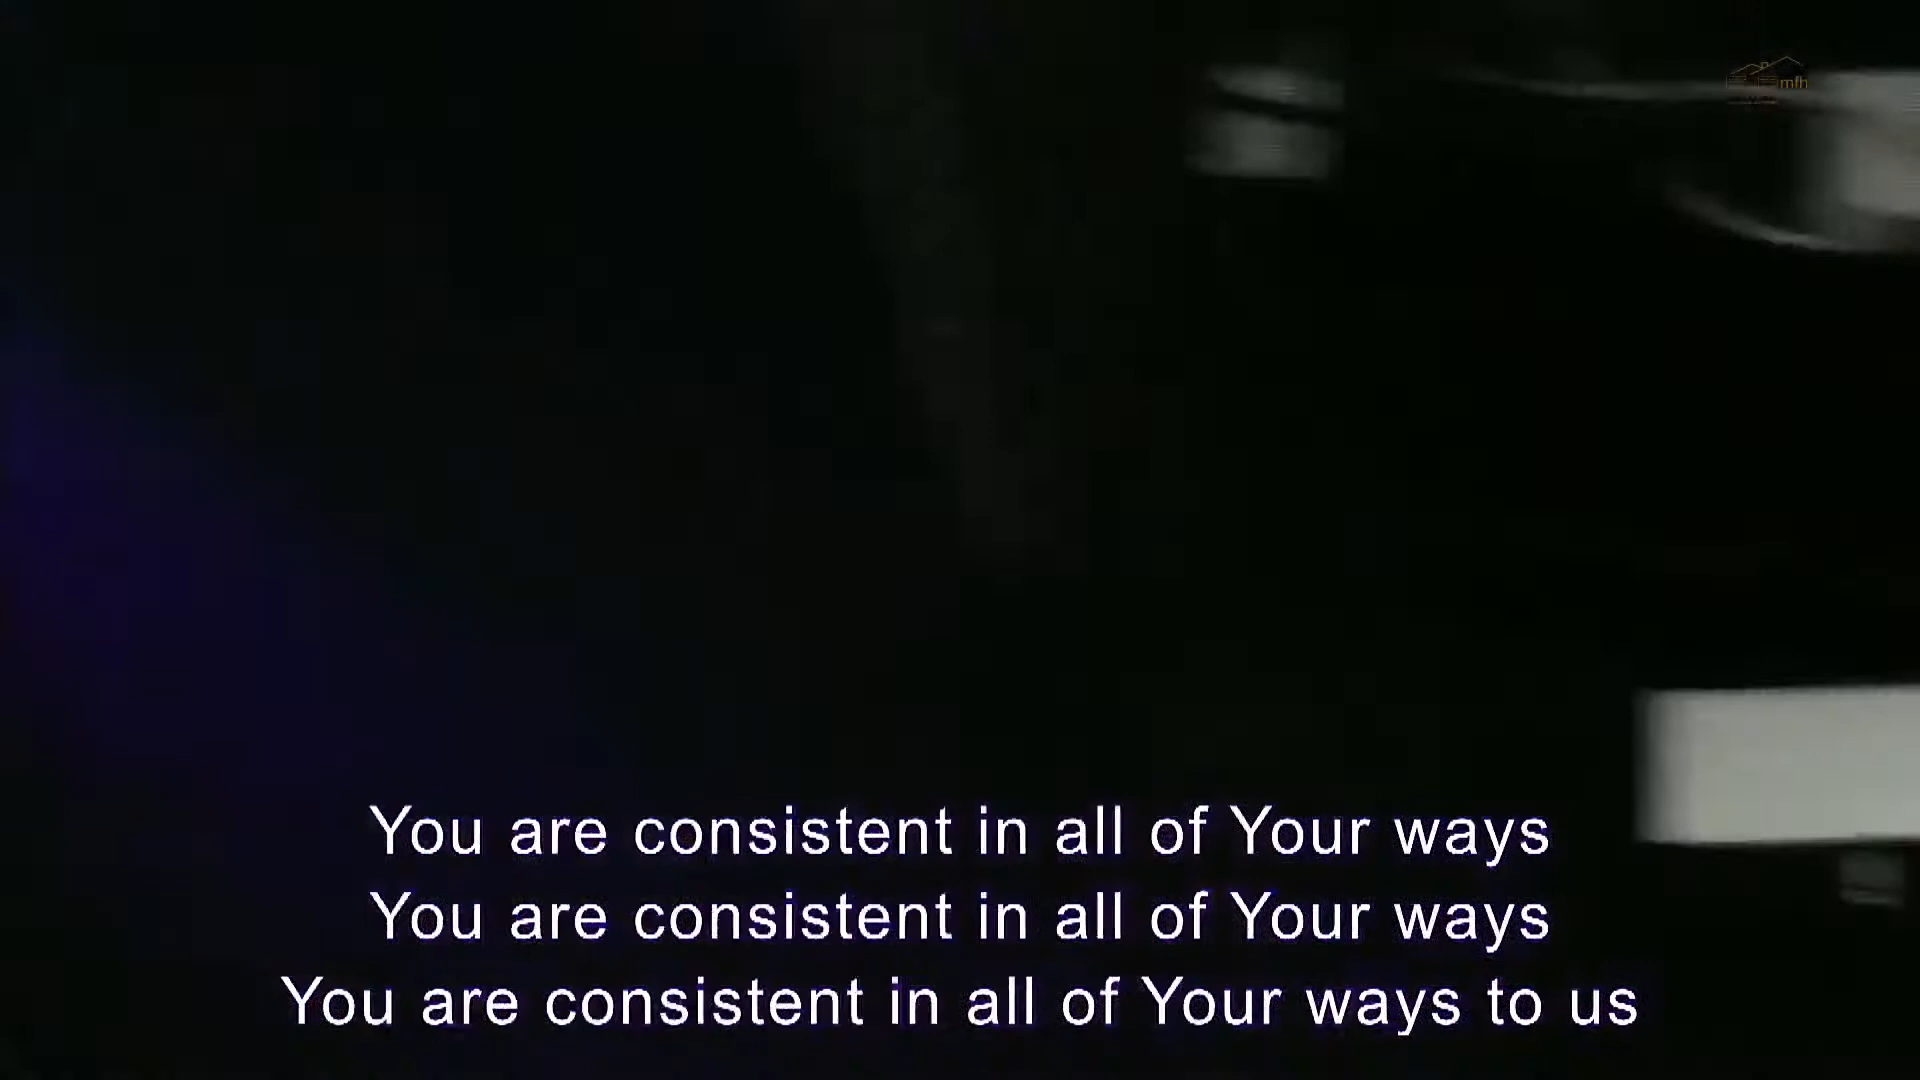 mfh
You are consistent in all of Your ways
You are consistent in all of Your ways
You are consistent in all of Your ways to us